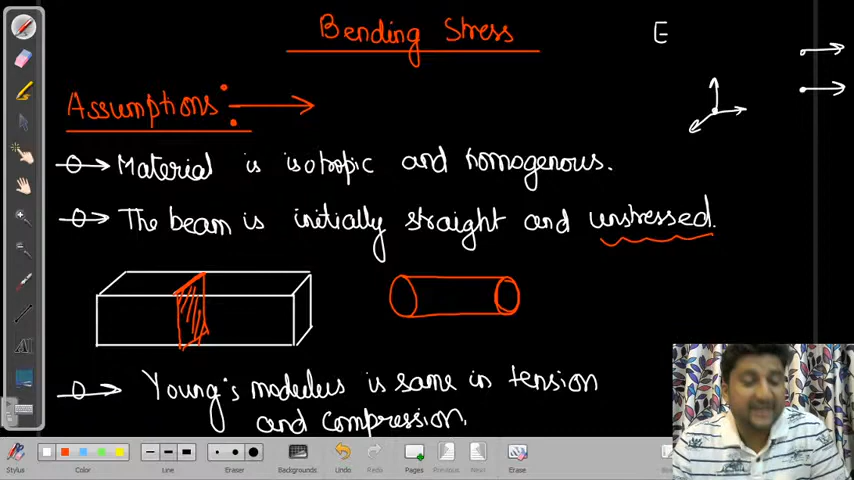 Bending Stress
E
Assumptions:
Material is isotropic and homogenous.
The beam is initially straight and unstressed.
Young's modulus is same in tension
and compression.
Stylus
Color
Line
Eraser
Backgrounds
Undo
Redo
Pages
Previous
Next
Erase